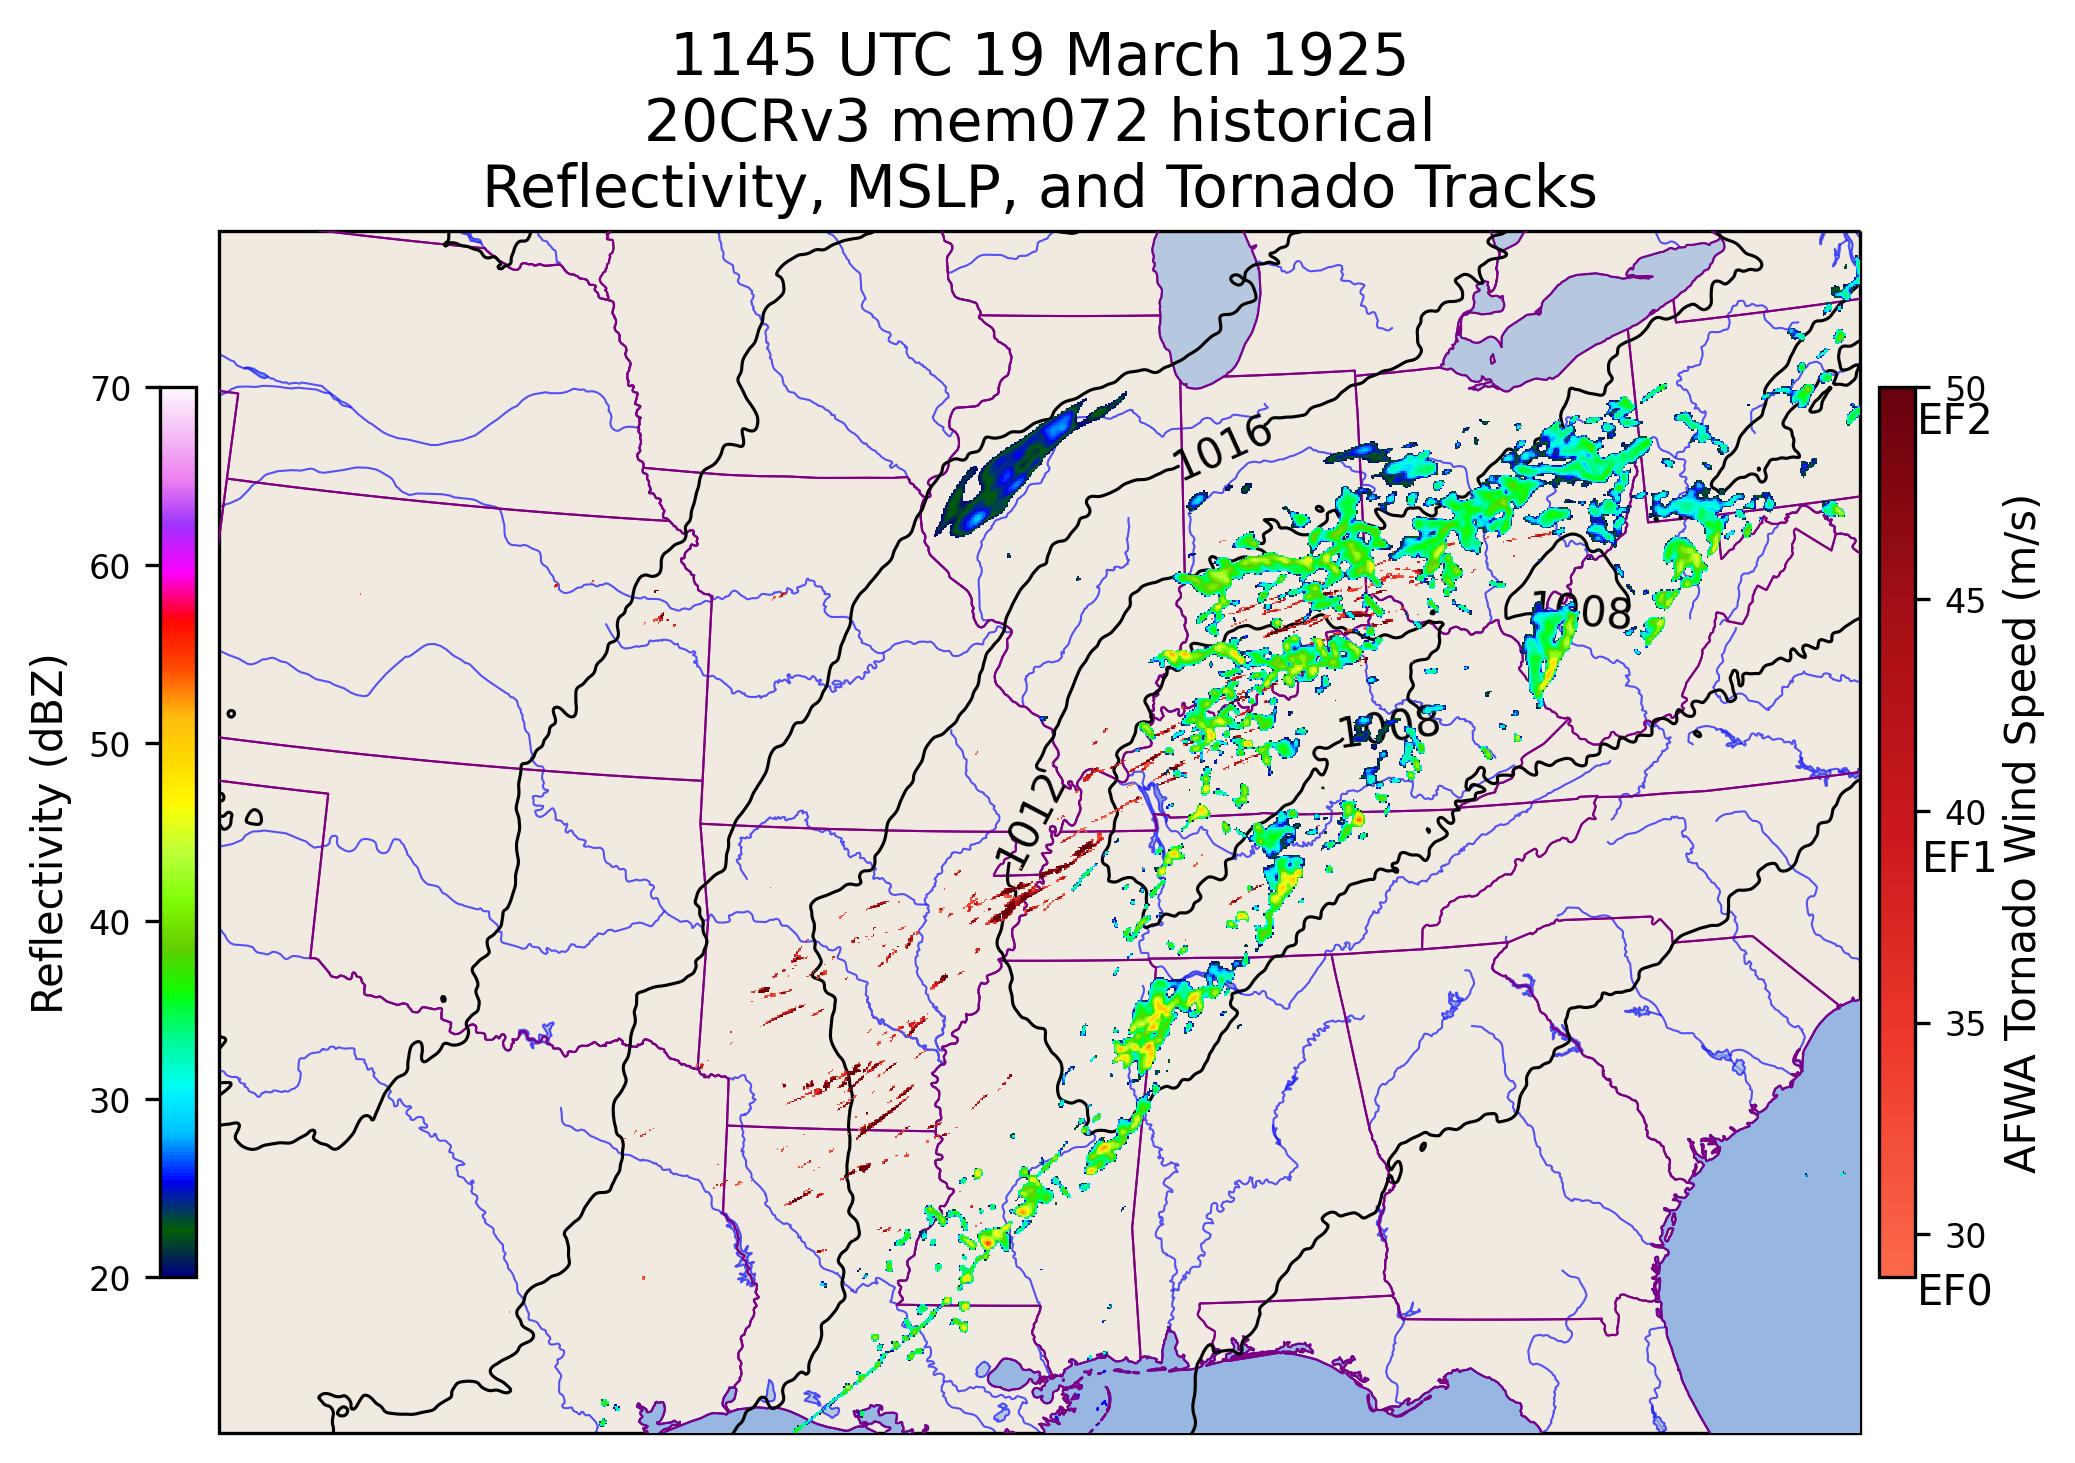 1145 UTC 19 March 1925
20CRv3 mem072 historical
Reflectivity, MSLP, and Tornado Tracks
Reflectivity (dBZ)
70
60
50
40
30
20
1016
1008
1008
1012
50
EF2
45
40
EF1
35
30
EF0
AFWA Tornado Wind Speed (m/s)